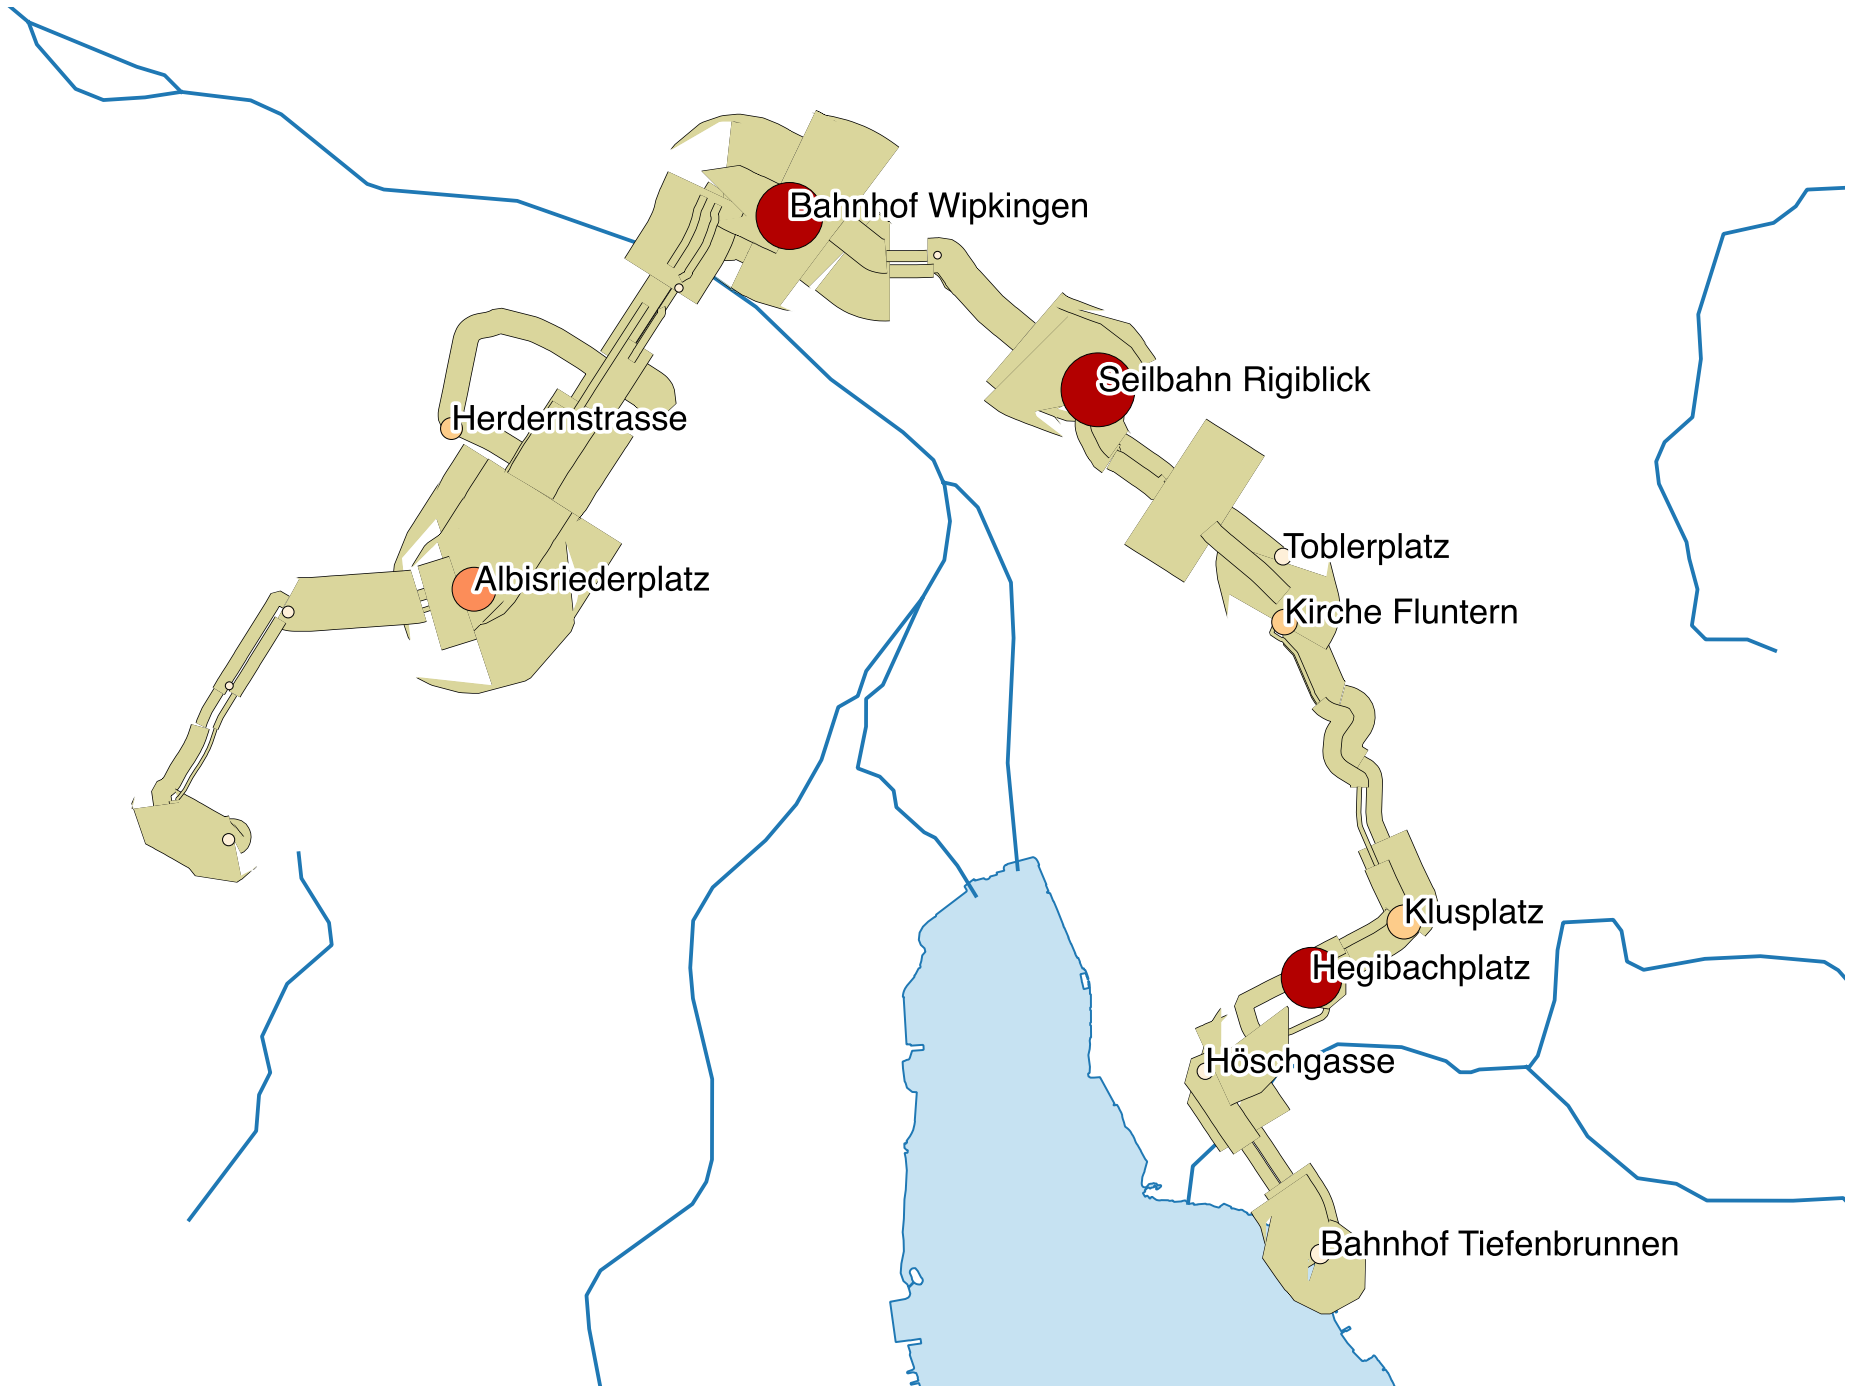 Bahnhof Wipkingen
Seilbahn Rigiblick
Herdernstrasse
Toblerplatz
Albisriederplatz
Kirche Fluntern
Klusplatz
Hegibachplatz
Höschgasse
Bahnhof Tiefenbrunnen